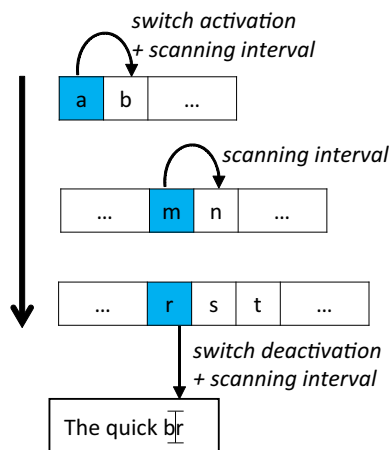 switch activation
+ scanning interval
a b ...
scanning interval
... m n ...
... r s t ...
switch deactivation
+ scanning interval
The quick br